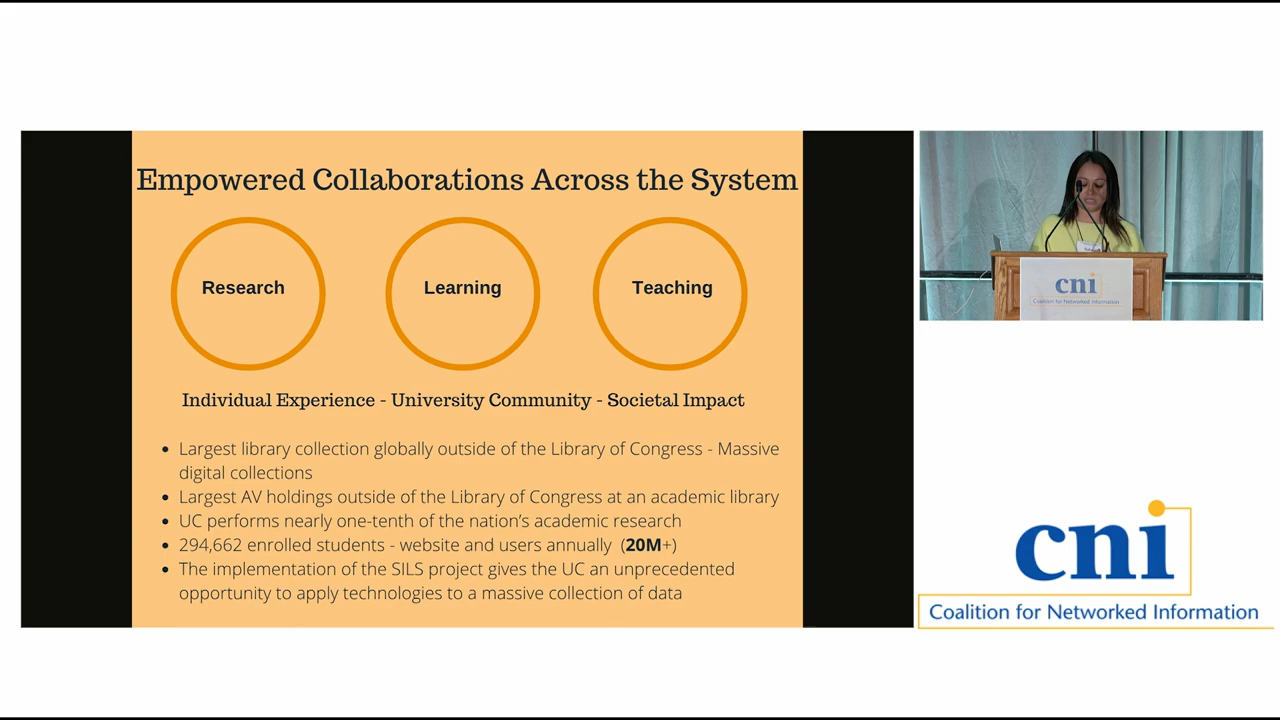 Empowered Collaborations Across the System
Research
Learning
Teaching
Individual Experience - University Community - Societal Impact
• Largest library collection globally outside of the Library of Congress - Massive
digital collections
• Largest AV holdings outside of the Library of Congress at an academic library
• UC performs nearly one-tenth of the nation’s academic research
• 294,662 enrolled students - website and users annually (20M+)
• The implementation of the SILS project gives the UC an unprecedented
opportunity to apply technologies to a massive collection of data
cni
Coalition for Networked Information
cni
Coalition for Networked Information